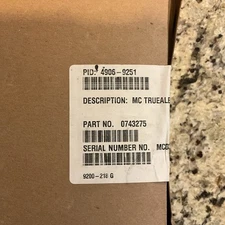 PID: 4906-9251
DESCRIPTION: MC TRUEALE
PART NO. 0743275
SERIAL NUMBER NO. MC
9200-218 G